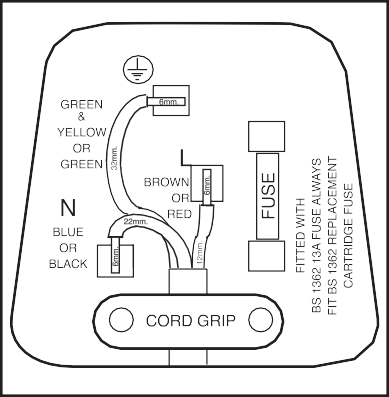 GREEN
&
YELLOW
OR
GREEN
6mm.
32mm.
L
BROWN
OR
RED
6mm.
12mm.
N
BLUE
OR
BLACK
22mm.
6mm.
FUSE
FITTED WITH
BS 1362 13A FUSE ALWAYS
FIT BS 1362 REPLACEMENT
CARTRIDGE FUSE
CORD GRIP